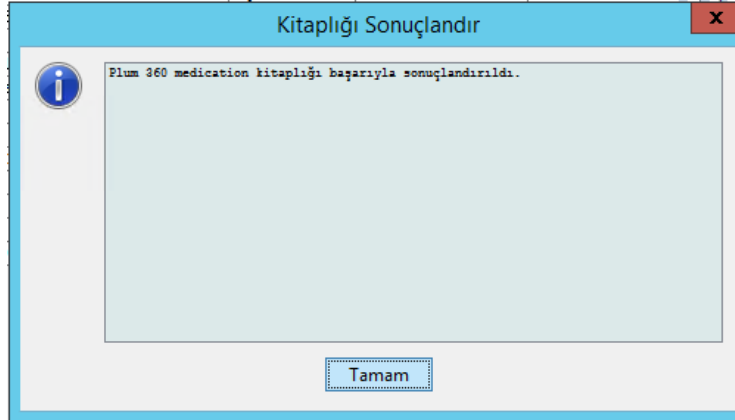 Kitaplığı Sonuçlandır
x
Plum 360 medication kitaplığı başarıyla sonuçlandırıldı.
Tamam